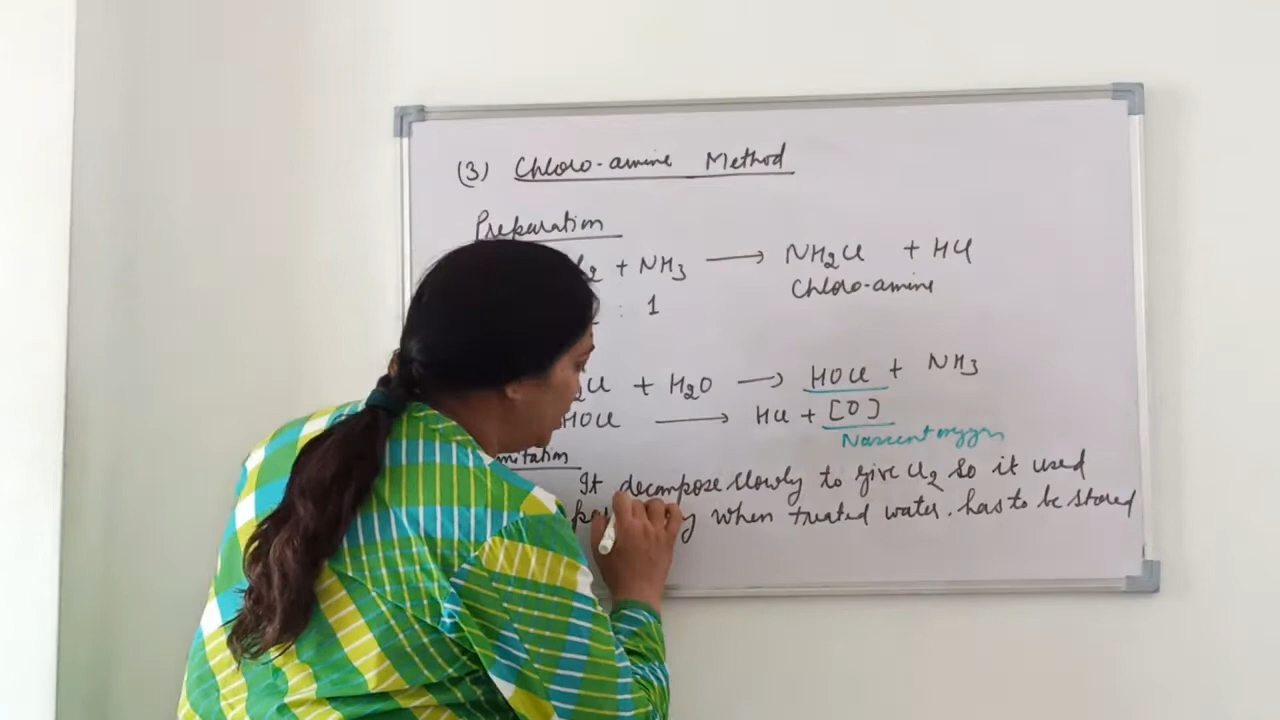 (3) Chloro-amine Method
Preparation
+ NH3 ⟶ NH2Cl + HCl
Chloro-amine
: 1
Cl + H2O ⟶ HOCl + NH3
HOCl ⟶ HCl + [O]
Nascent oxygen
It decompose slowly to give Cl2 so it used
when treated water. has to be stored